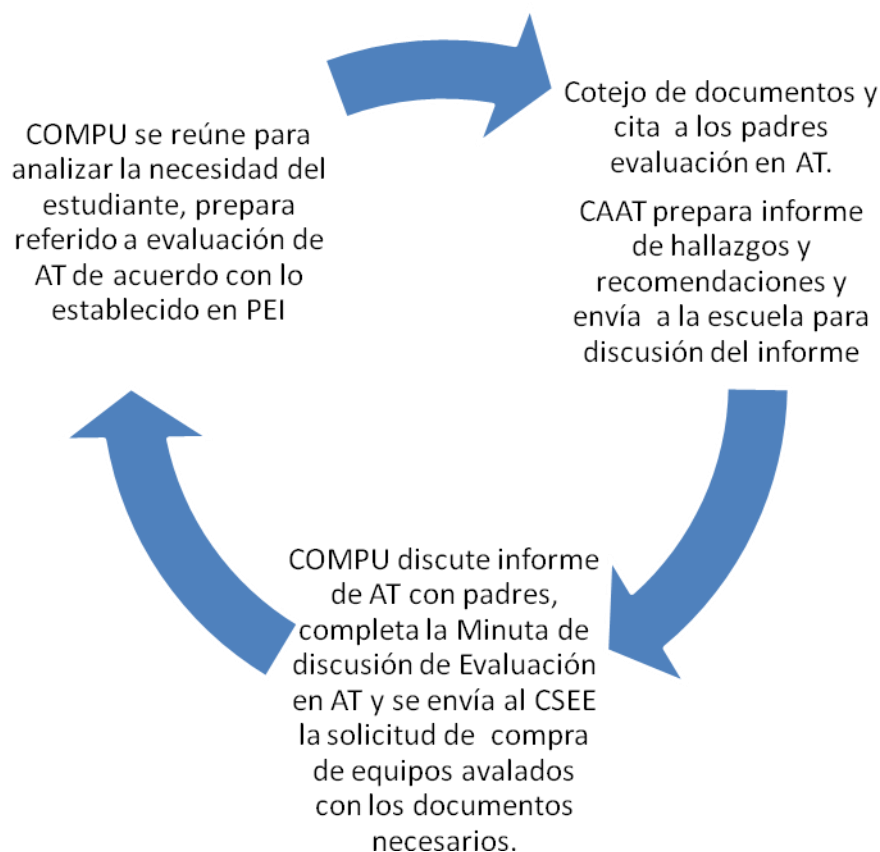 COMPU se reúne para
analizar la necesidad del
estudiante, prepara
referido a evaluación de
AT de acuerdo con lo
establecido en PEI
Cotejo de documentos y
cita a los padres
evaluación en AT.
CAAT prepara informe
de hallazgos y
recomendaciones y
envía a la escuela para
discusión del informe
COMPU discute informe
de AT con padres,
completa la Minuta de
discusión de Evaluación
en AT y se envía al CSEE
la solicitud de compra
de equipos avalados
con los documentos
necesarios.